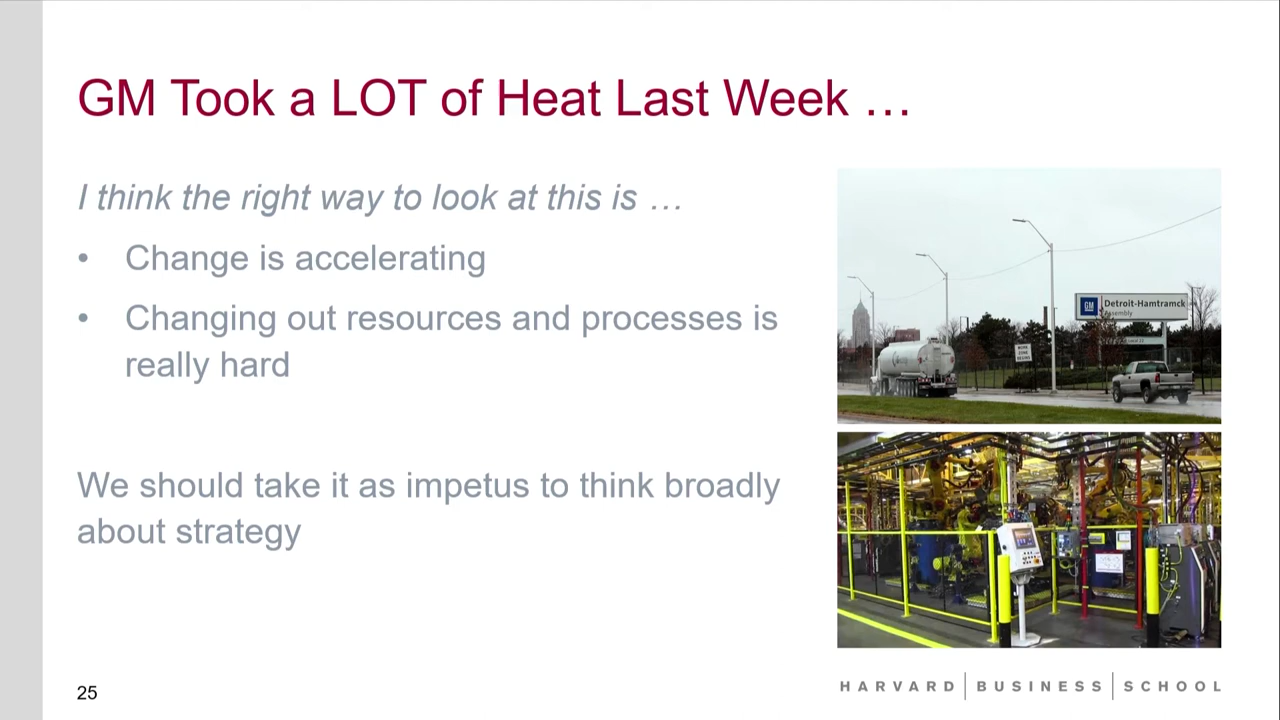 GM Took a LOT of Heat Last Week …
I think the right way to look at this is …
• Change is accelerating
• Changing out resources and processes is
really hard
We should take it as impetus to think broadly
about strategy
GM Detroit-Hamtramck
Assembly
25
HARVARD | BUSINESS | SCHOOL